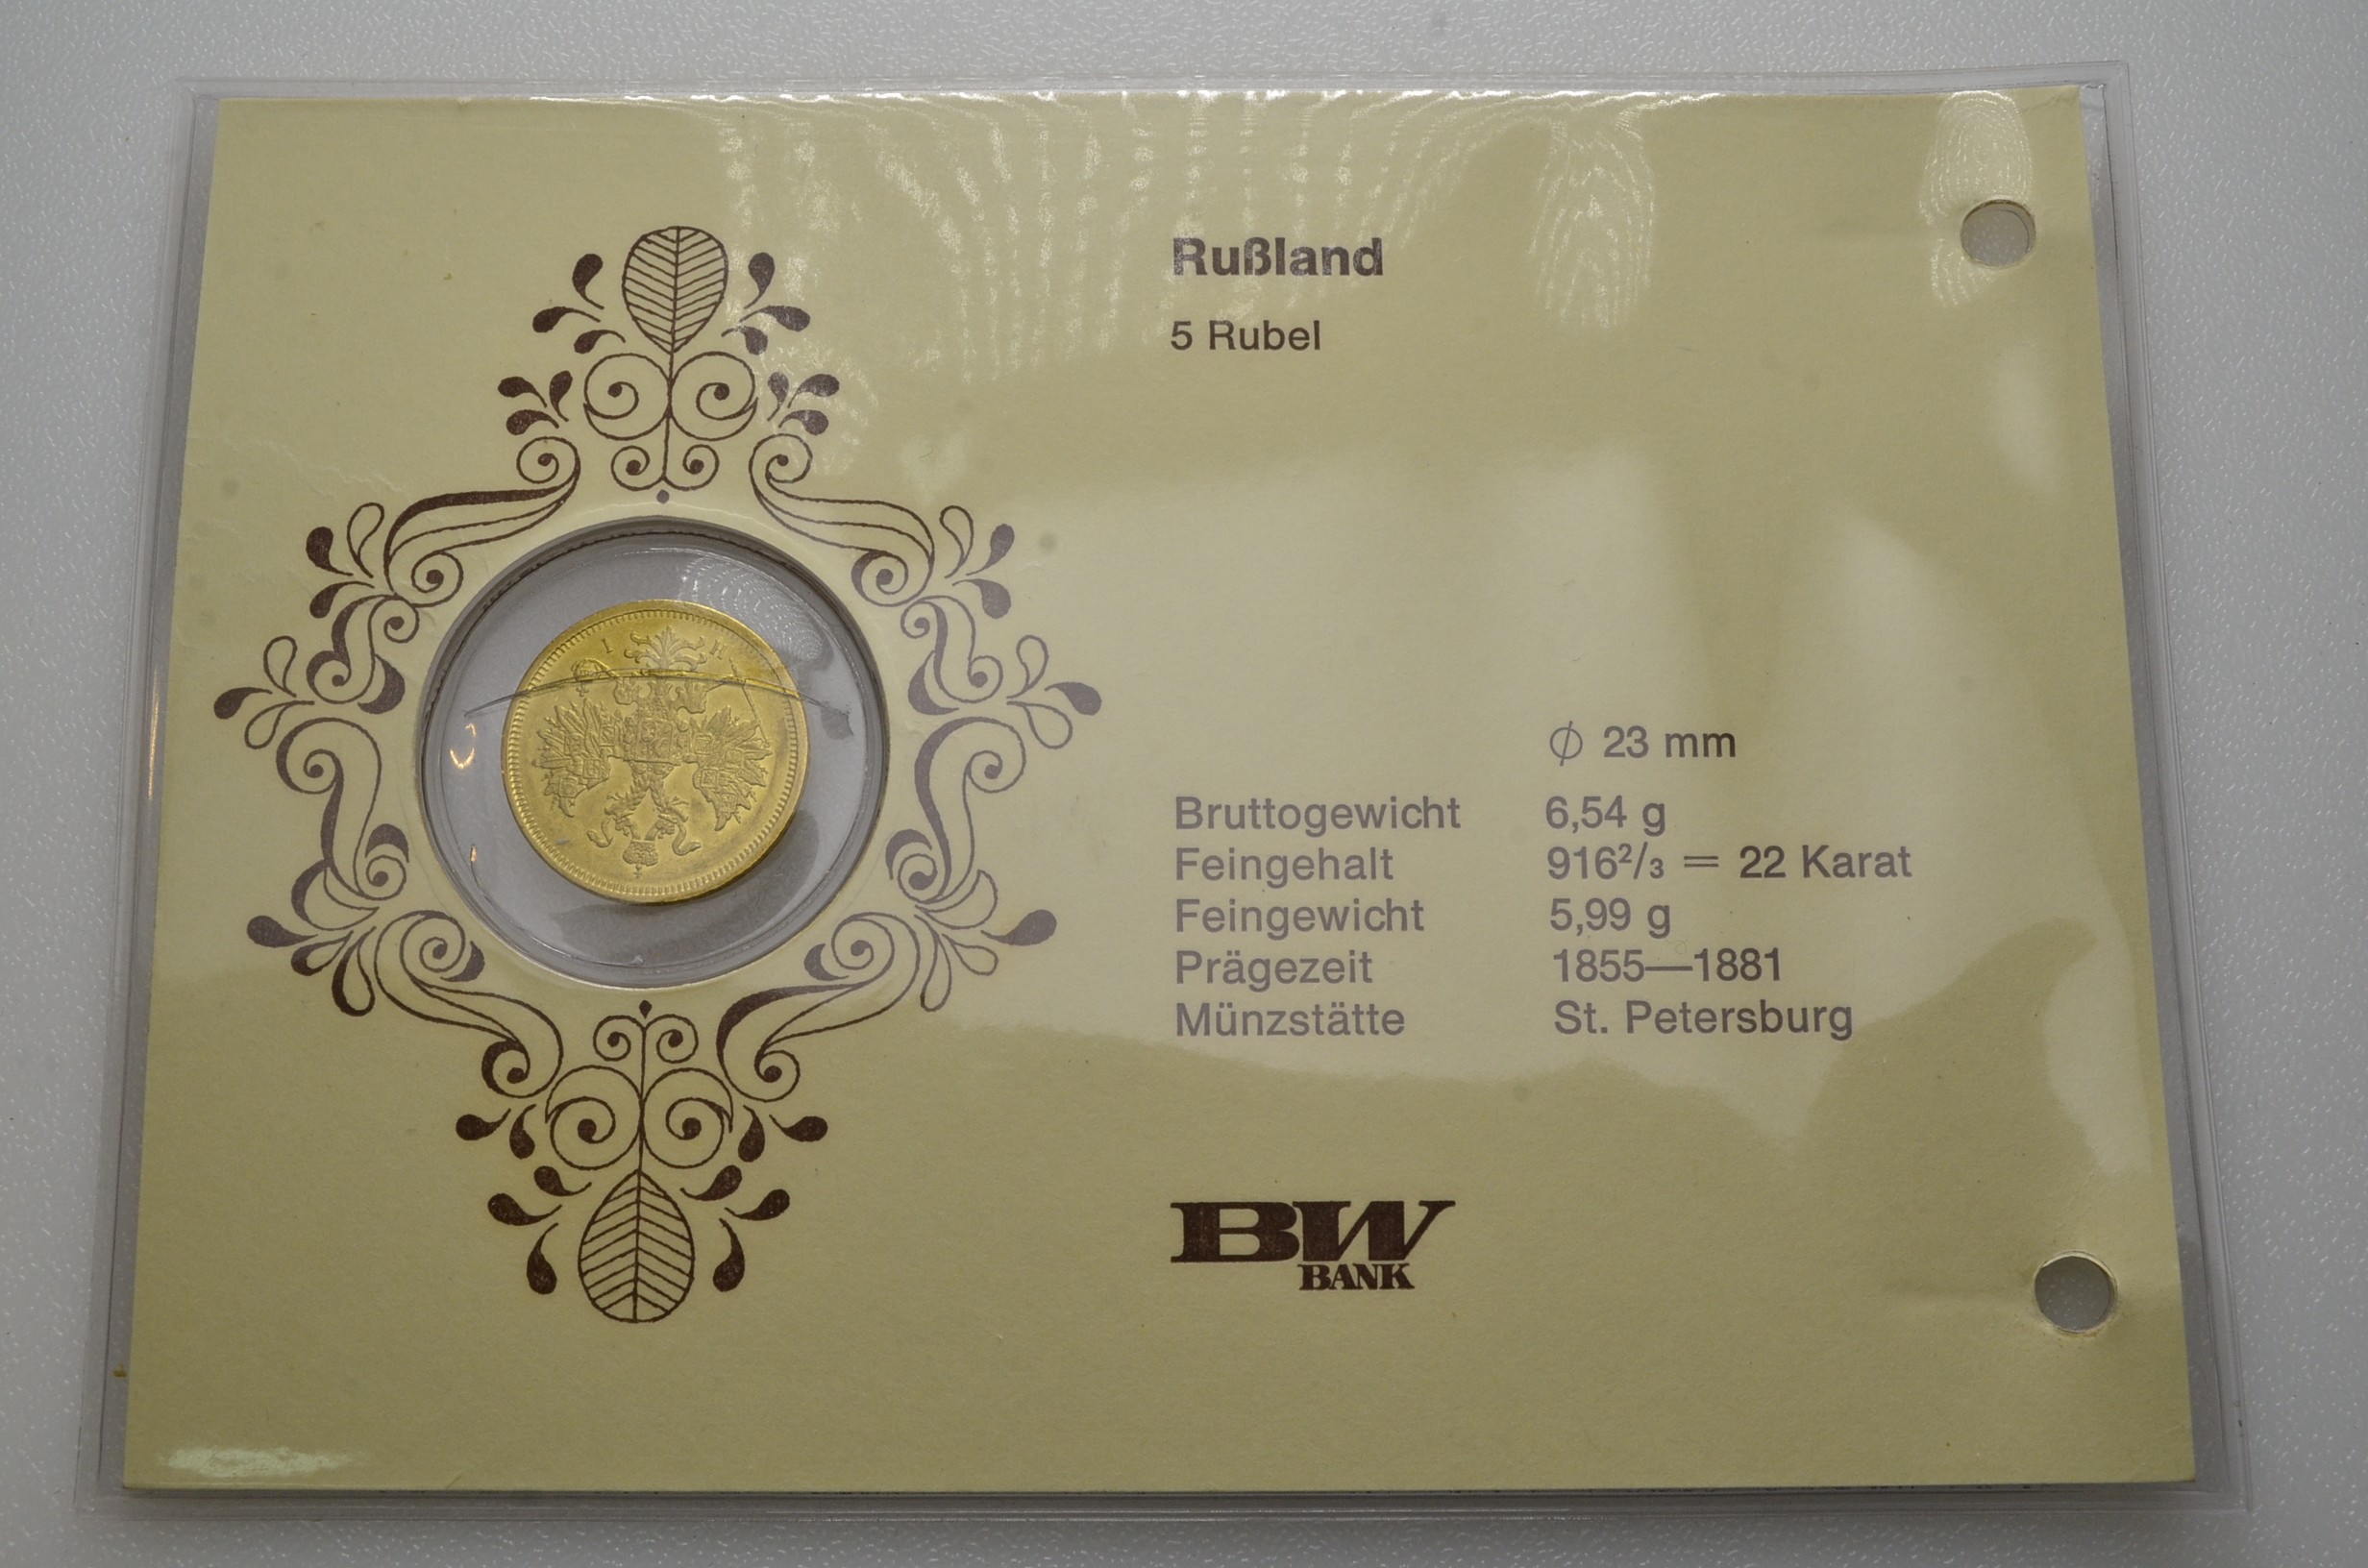 Rußland
5 Rubel
∅ 23 mm
Bruttogewicht 6,54 g
Feingehalt 916²/₃ = 22 Karat
Feingewicht 5,99 g
Prägezeit 1855—1881
Münzstätte St. Petersburg
BW
BANK